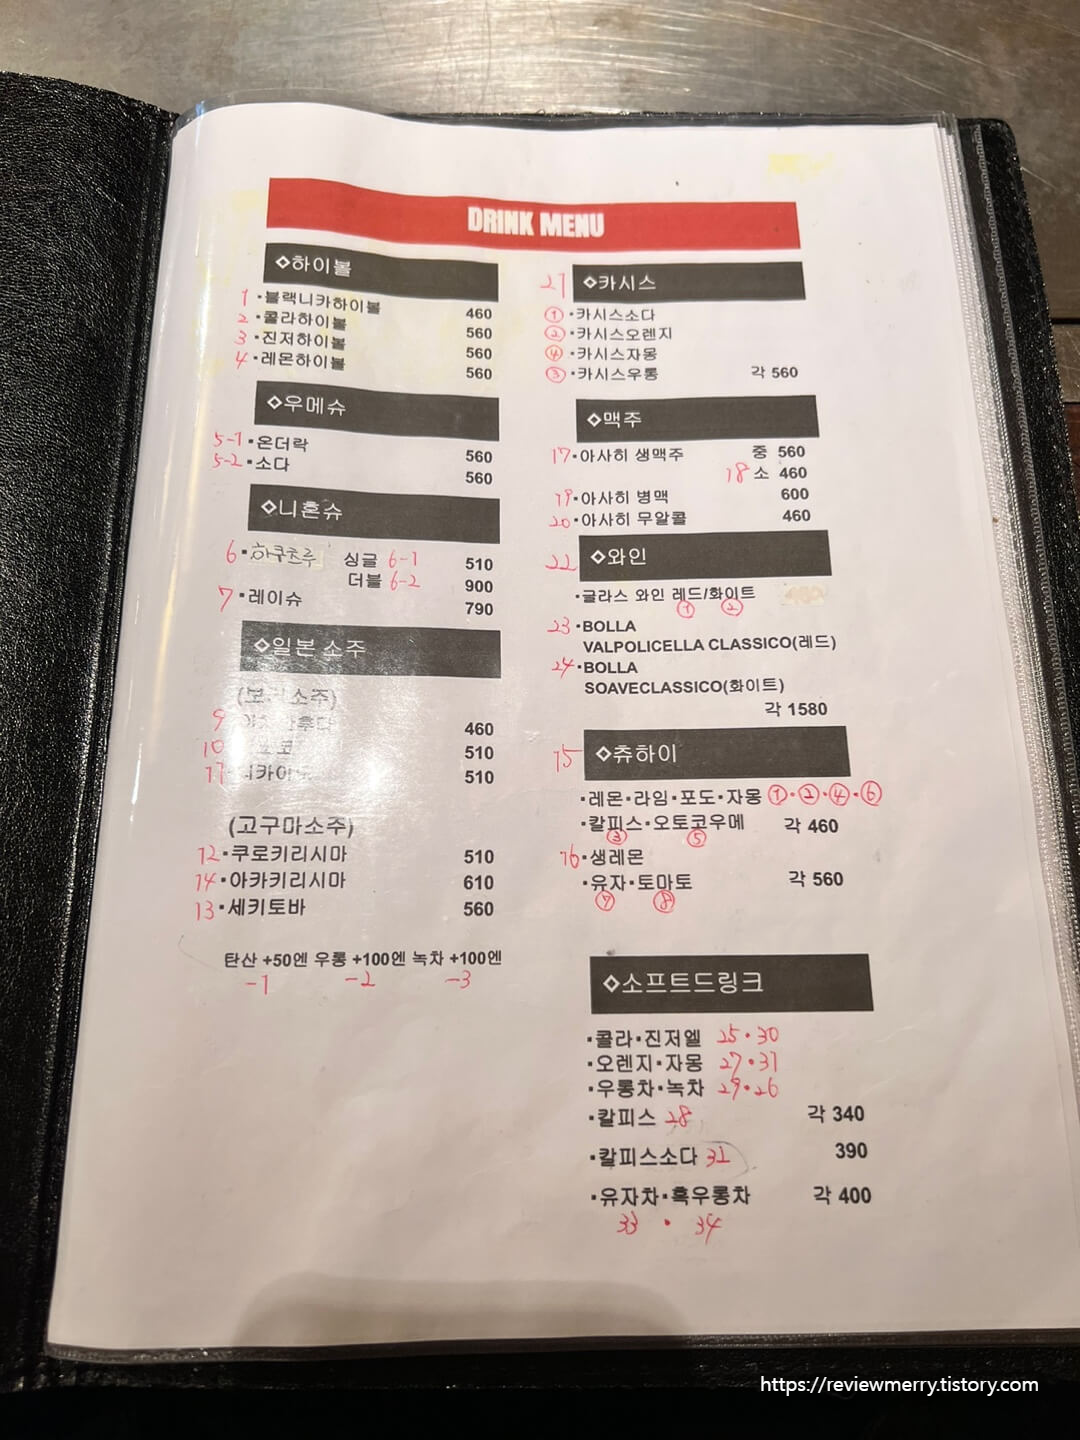 DRINK MENU
◇하이볼
1 ·블랙니카하이볼 460
2 ·콜라하이볼 560
3 ·진저하이볼 560
4 ·레몬하이볼 560
◇우메슈
5-1 ·온더락 560
5-2 ·소다 560
◇니혼슈
6 ·하쿠츠루 싱글 6-1 510
더블 6-2 900
7 ·레이슈 790
◇일본 소주
소주)
9 460
10 510
11 510
(고구마소주)
12 ·쿠로키리시마 510
14 ·아카키리시마 610
13 ·세키토바 560
탄산 +50엔 우롱 +100엔 녹차 +100엔
-1 -2 -3
21 ◇카시스
① ·카시스소다
② ·카시스오렌지
④ ·카시스자몽
③ ·카시스우롱 각 560
◇맥주
17 ·아사히 생맥주 중 560
18 소 460
19 ·아사히 병맥 600
20 ·아사히 무알콜 460
22 ◇와인
·글라스 와인 레드/화이트
① ②
23 ·BOLLA
VALPOLICELLA CLASSICO(레드)
24 ·BOLLA
SOAVECLASSICO(화이트)
각 1580
15 ◇츄하이
·레몬·라임·포도·자몽 ①·②·④·⑥
·칼피스·오토코우메 각 460
③ ⑤
16 ·생레몬
·유자·토마토 각 560
⑦ ⑧
◇소프트드링크
·콜라·진저엘 25·30
·오렌지·자몽 27·31
·우롱차·녹차 29·26
·칼피스 28 각 340
·칼피스소다 32 390
·유자차·흑우롱차 각 400
33 · 34
https://reviewmerry.tistory.com